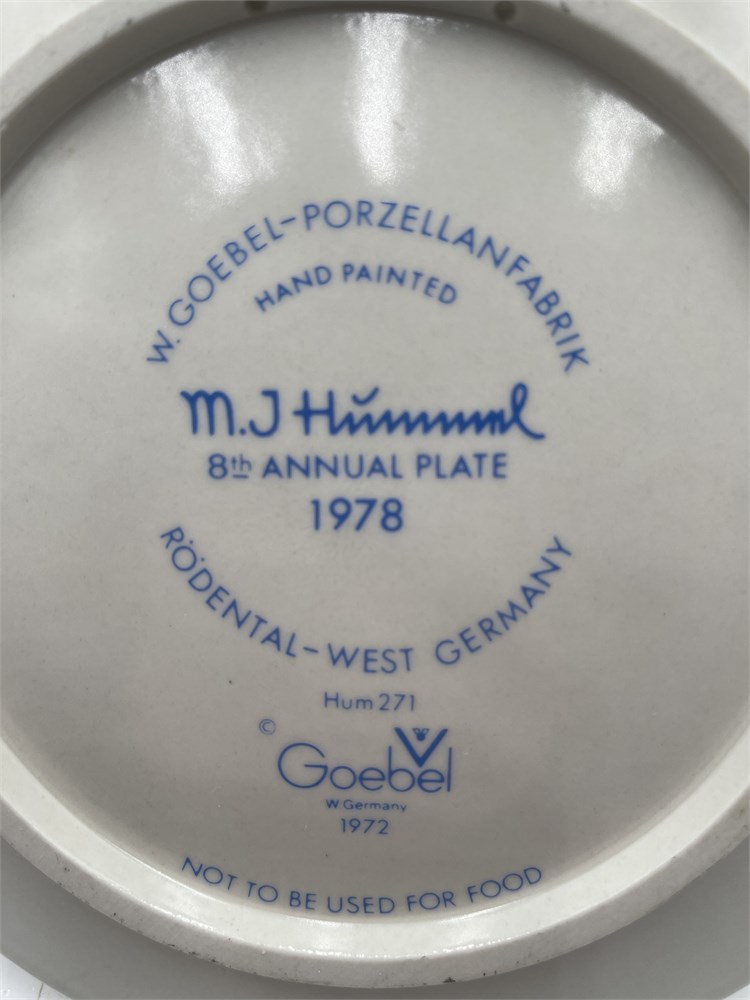 W. GOEBEL-PORZELLANFABRIK
HAND PAINTED
M.J Hummel
8th ANNUAL PLATE
1978
RÖDENTAL-WEST GERMANY
Hum 271
©
Goebel
W Germany
1972
NOT TO BE USED FOR FOOD